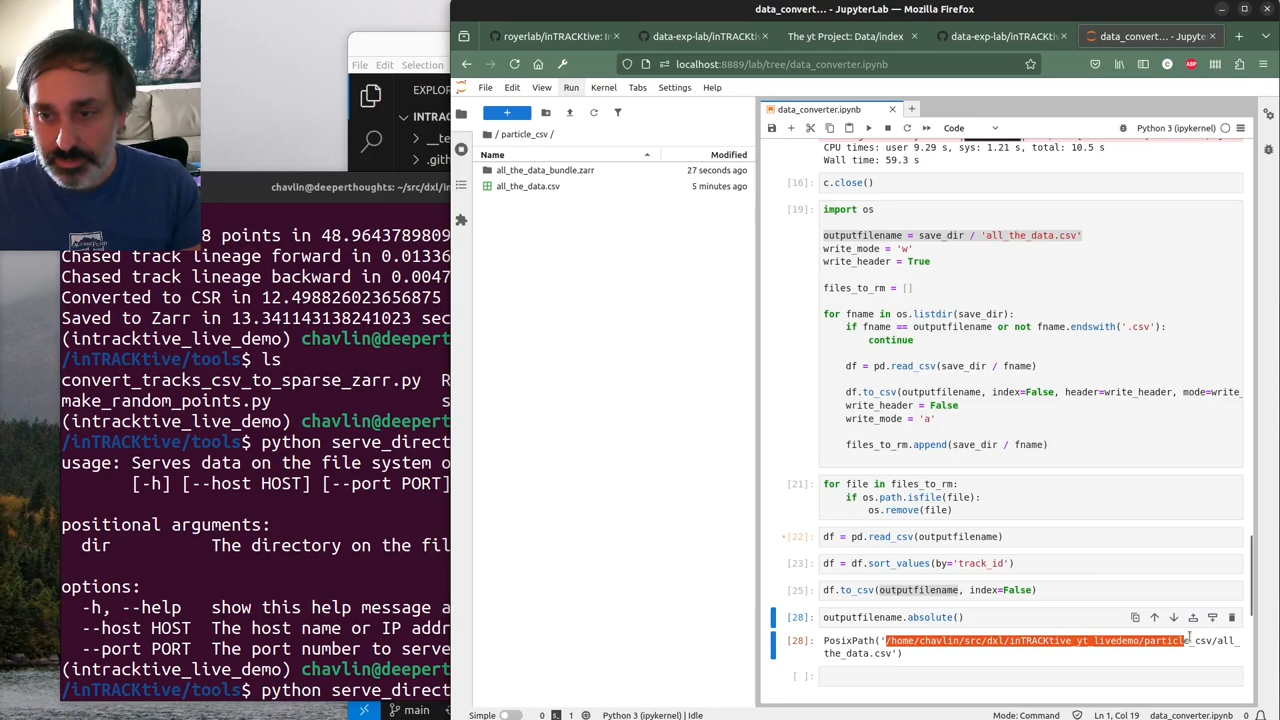 data_convert... - JupyterLab — Mozilla Firefox
royerlab/inTRACKtive: In
data-exp-lab/inTRACKtiv
The yt Project: Data/index
data-exp-lab/inTRACKtiv
data_convert... - Jupyte
localhost:8889/lab/tree/data_converter.ipynb
File Edit View Run Kernel Tabs Settings Help
/ particle_csv /
Name Modified
all_the_data_bundle.zarr 27 seconds ago
all_the_data.csv 5 minutes ago
data_converter.ipynb
Code
Python 3 (ipykernel)
CPU times: user 9.29 s, sys: 1.21 s, total: 10.5 s
Wall time: 59.3 s
[16]: c.close()
[19]: import os
outputfilename = save_dir / 'all_the_data.csv'
write_mode = 'w'
write_header = True
files_to_rm = []
for fname in os.listdir(save_dir):
if fname == outputfilename or not fname.endswith('.csv'):
continue
df = pd.read_csv(save_dir / fname)
df.to_csv(outputfilename, index=False, header=write_header, mode=write_
write_header = False
write_mode = 'a'
files_to_rm.append(save_dir / fname)
[21]: for file in files_to_rm:
if os.path.isfile(file):
os.remove(file)
[22]: df = pd.read_csv(outputfilename)
[23]: df = df.sort_values(by='track_id')
[25]: df.to_csv(outputfilename, index=False)
[28]: outputfilename.absolute()
[28]: PosixPath('/home/chavlin/src/dxl/inTRACKtive_yt_livedemo/particle_csv/all_
the_data.csv')
[ ]:
Simple 0 1 Python 3 (ipykernel) | Idle
Mode: Command Ln 1, Col 19 data_converter.ipynb 0
File Edit Selection
EXPLOR
INTRAC
__te
.gith
chavlin@deeperthoughts: ~/src/dxl/in
8 points in 48.9643789809
Chased track lineage forward in 0.01336
Chased track lineage backward in 0.0047
Converted to CSR in 12.498826023656875
Saved to Zarr in 13.341143138241023 sec
(intracktive_live_demo) chavlin@deepert
/inTRACKtive/tools$ ls
convert_tracks_csv_to_sparse_zarr.py R
make_random_points.py s
(intracktive_live_demo) chavlin@deepert
/inTRACKtive/tools$ python serve_direct
usage: Serves data on the file system o
[-h] [--host HOST] [--port PORT]
positional arguments:
dir The directory on the fil
options:
-h, --help show this help message a
--host HOST The host name or IP addr
--port PORT The port number to serve
(intracktive_live_demo) chavlin@deepert
/inTRACKtive/tools$ python serve_direct
main